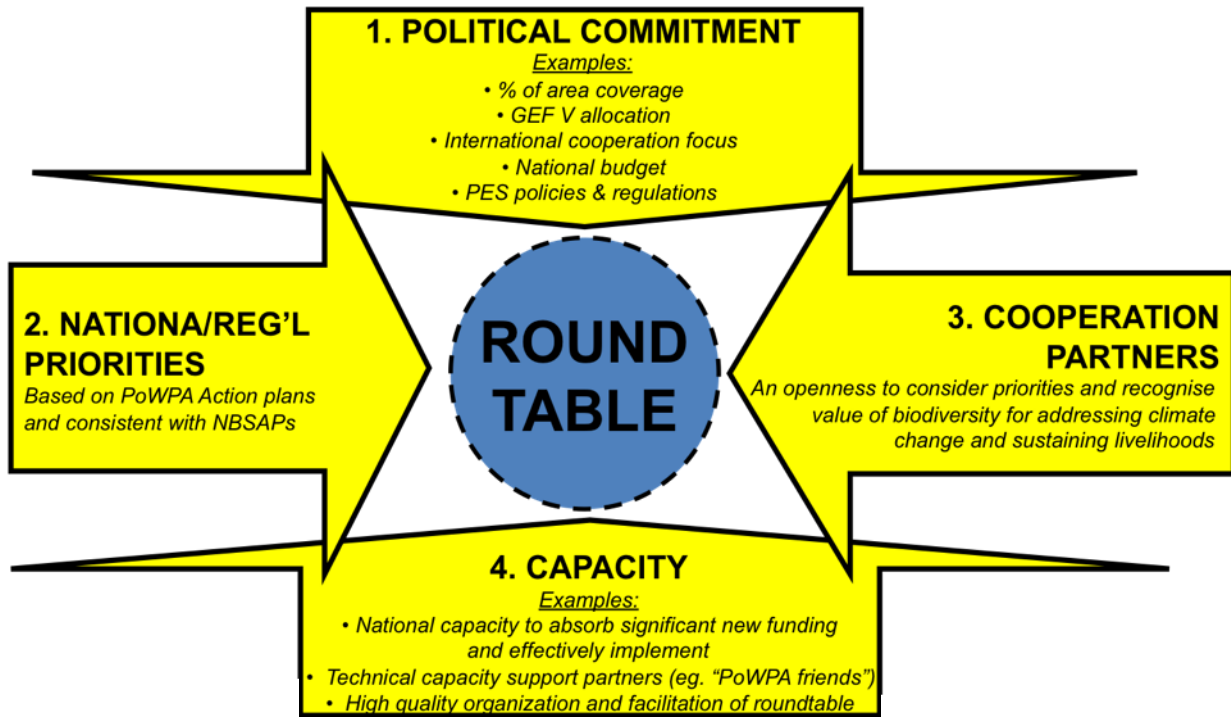 1. POLITICAL COMMITMENT
Examples:
• % of area coverage
• GEF V allocation
• International cooperation focus
• National budget
• PES policies & regulations
2. NATIONA/REG’L
PRIORITIES
Based on PoWPA Action plans
and consistent with NBSAPs
ROUND
TABLE
3. COOPERATION
PARTNERS
An openness to consider priorities and recognise
value of biodiversity for addressing climate
change and sustaining livelihoods
4. CAPACITY
Examples:
• National capacity to absorb significant new funding
and effectively implement
• Technical capacity support partners (eg. “PoWPA friends”)
• High quality organization and facilitation of roundtable